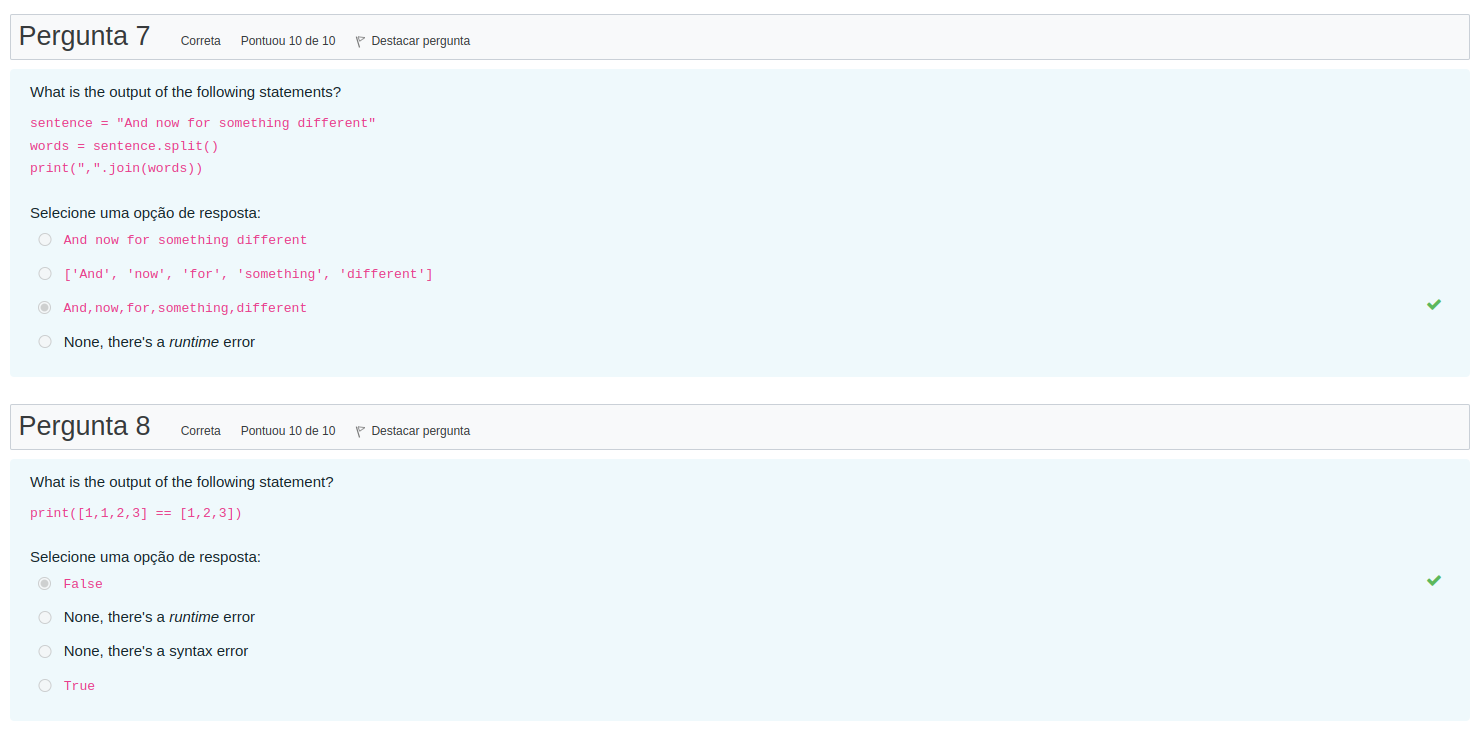 Pergunta 7 Correta Pontuou 10 de 10 Destacar pergunta
What is the output of the following statements?
sentence = "And now for something different"
words = sentence.split()
print(",".join(words))
Selecione uma opção de resposta:
And now for something different
['And', 'now', 'for', 'something', 'different']
And,now,for,something,different
None, there's a runtime error
Pergunta 8 Correta Pontuou 10 de 10 Destacar pergunta
What is the output of the following statement?
print([1,1,2,3] == [1,2,3])
Selecione uma opção de resposta:
False
None, there's a runtime error
None, there's a syntax error
True